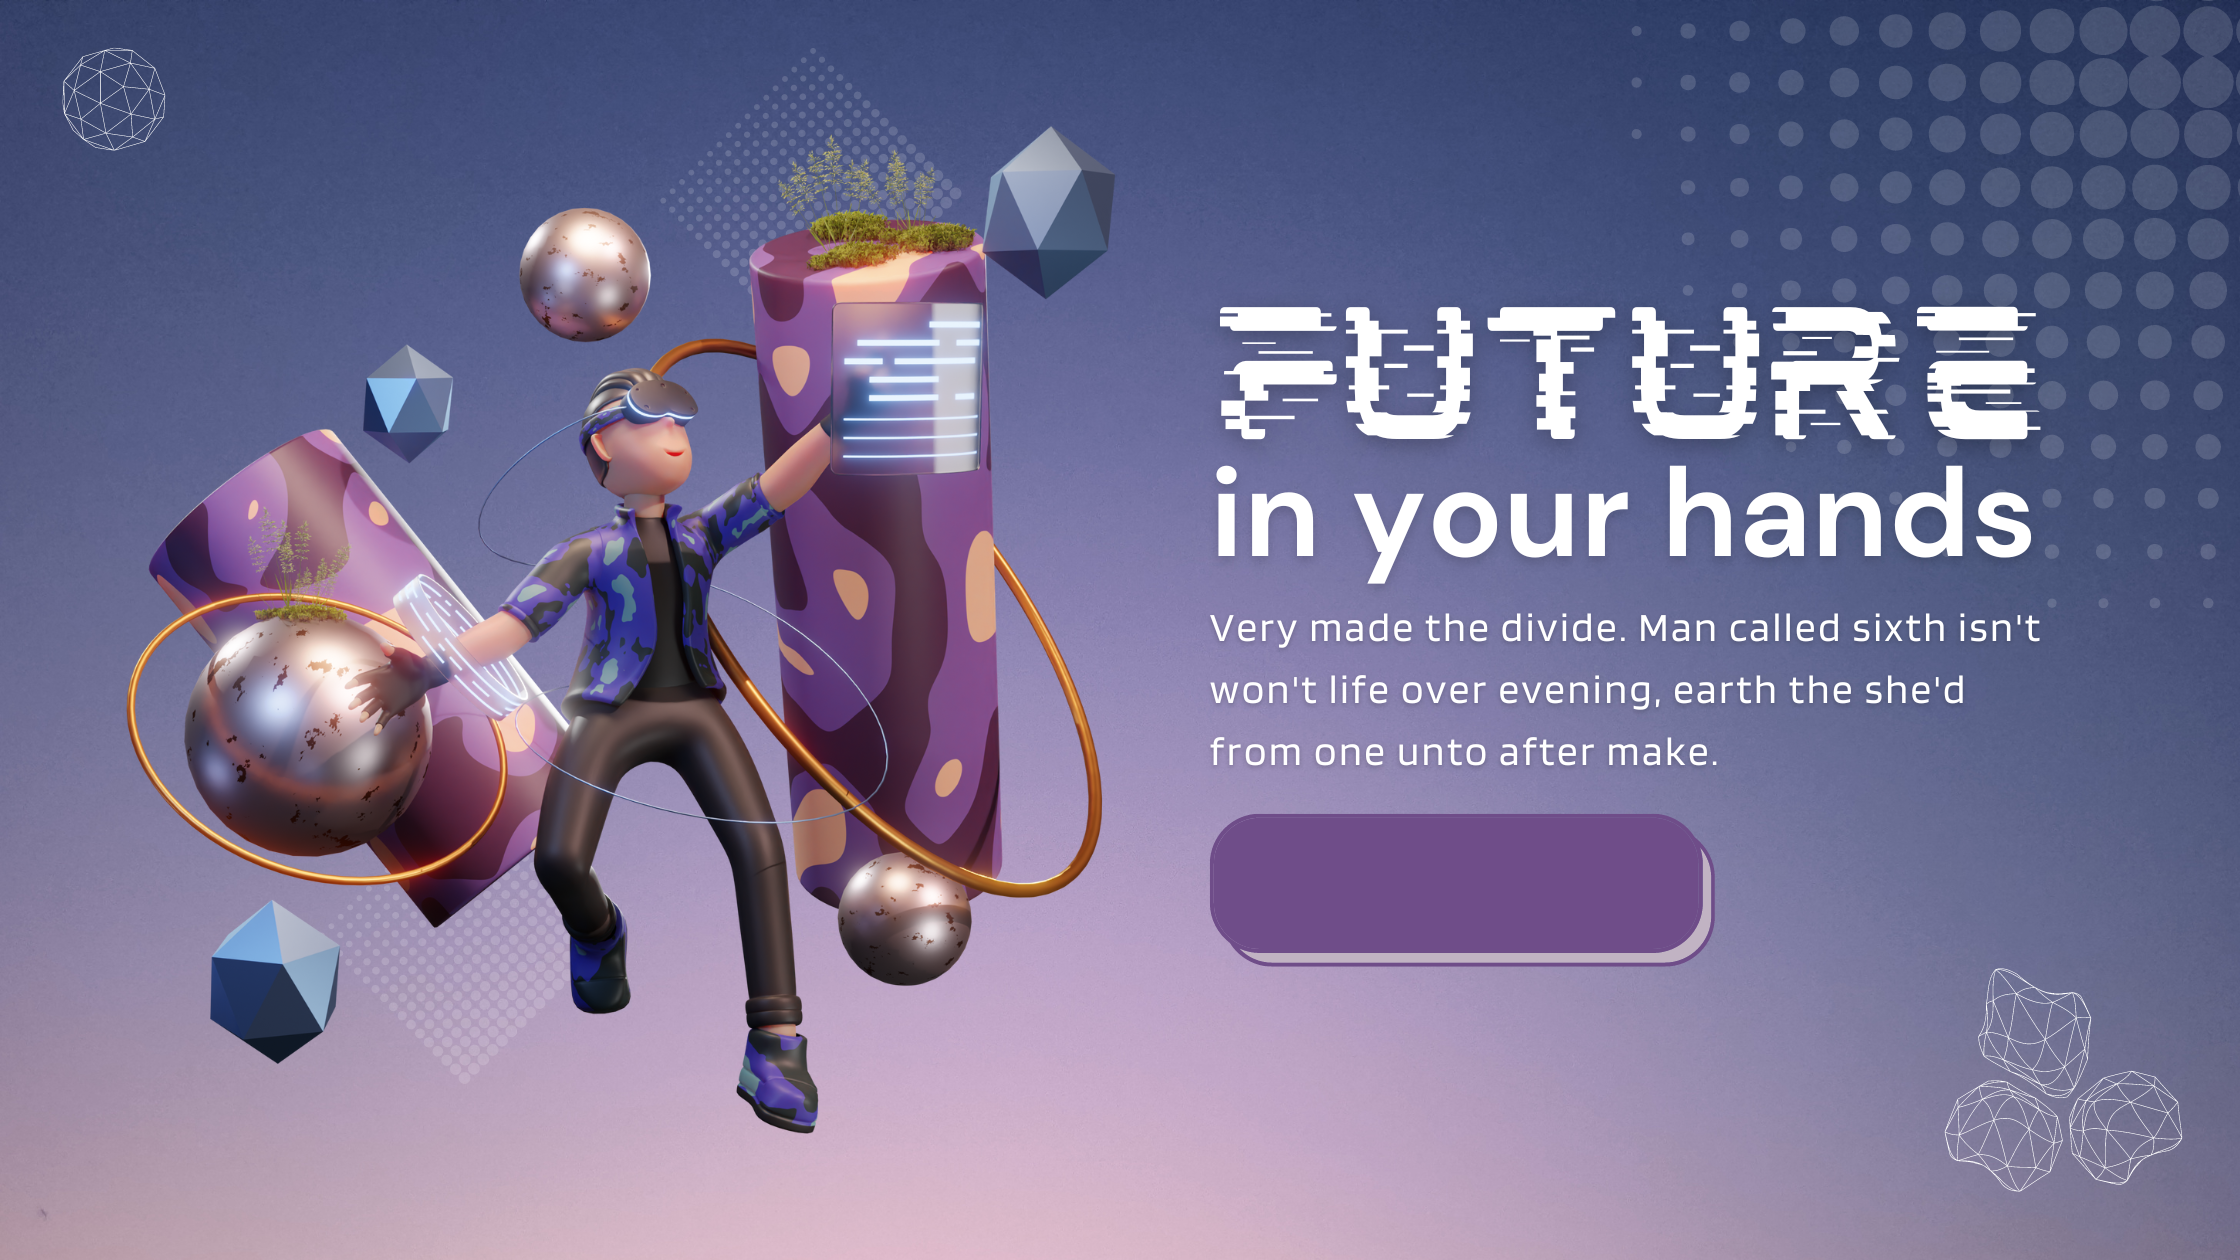 FUTURE
in your hands
Very made the divide. Man called sixth isn't
won't life over evening, earth the she'd
from one unto after make.